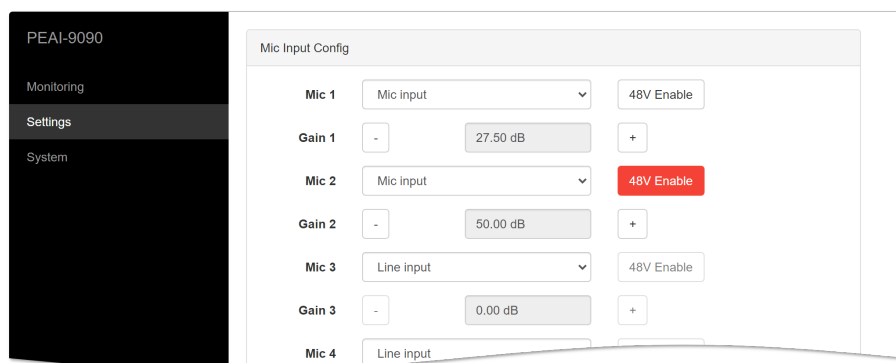 PEAI-9090
Monitoring
Settings
System
Mic Input Config
Mic 1 Mic input 48V Enable
Gain 1 - 27.50 dB +
Mic 2 Mic input 48V Enable
Gain 2 - 50.00 dB +
Mic 3 Line input 48V Enable
Gain 3 - 0.00 dB +
Mic 4 Line input